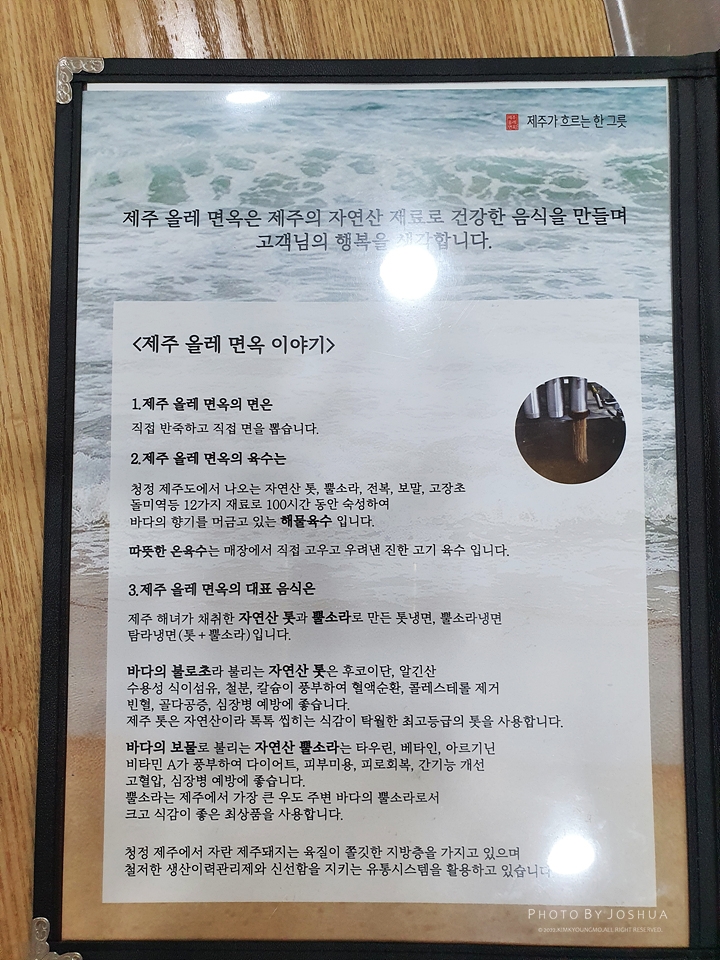 제주가 흐르는 한 그릇
제주 올레 면옥은 제주의 자연산 재료로 건강한 음식을 만들며
고객님의 행복을 생각합니다.
<제주 올레 면옥 이야기>
1.제주 올레 면옥의 면은
직접 반죽하고 직접 면을 뽑습니다.
2.제주 올레 면옥의 육수는
청정 제주도에서 나오는 자연산 톳, 뿔소라, 전복, 보말, 고장초
돌미역등 12가지 재료로 100시간 동안 숙성하여
바다의 향기를 머금고 있는 해물육수 입니다.
따뜻한 온육수는 매장에서 직접 고우고 우려낸 진한 고기 육수 입니다.
3.제주 올레 면옥의 대표 음식은
제주 해녀가 채취한 자연산 톳과 뿔소라로 만든 톳냉면, 뿔소라냉면
탐라냉면(톳+뿔소라)입니다.
바다의 불로초라 불리는 자연산 톳은 후코이단, 알긴산
수용성 식이섬유, 철분, 칼슘이 풍부하여 혈액순환, 콜레스테롤 제거
빈혈, 골다공증, 심장병 예방에 좋습니다.
제주 톳은 자연산이라 톡톡 씹히는 식감이 탁월한 최고등급의 톳을 사용합니다.
바다의 보물로 불리는 자연산 뿔소라는 타우린, 베타인, 아르기닌
비타민 A가 풍부하여 다이어트, 피부미용, 피로회복, 간기능 개선
고혈압, 심장병 예방에 좋습니다.
뿔소라는 제주에서 가장 큰 우도 주변 바다의 뿔소라로서
크고 식감이 좋은 최상품을 사용합니다.
청정 제주에서 자란 제주돼지는 육질이 쫄깃한 지방층을 가지고 있으며
철저한 생산이력관리제와 신선함을 지키는 유통시스템을 활용하고 있습니다
PHOTO BY JOSHUA